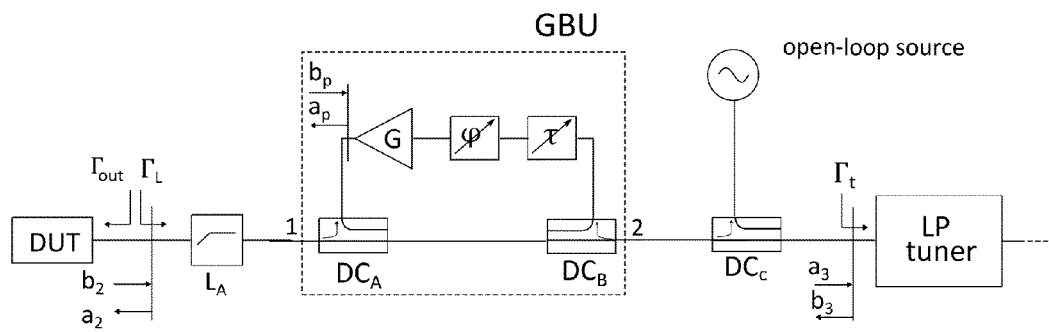 GBU
open-loop source
b_p
a_p
G
φ
τ
Γ_out
Γ_L
Γ_t
DUT
1
2
LP
tuner
L_A
DC_A
DC_B
DC_c
b_2
a_2
a_3
b_3